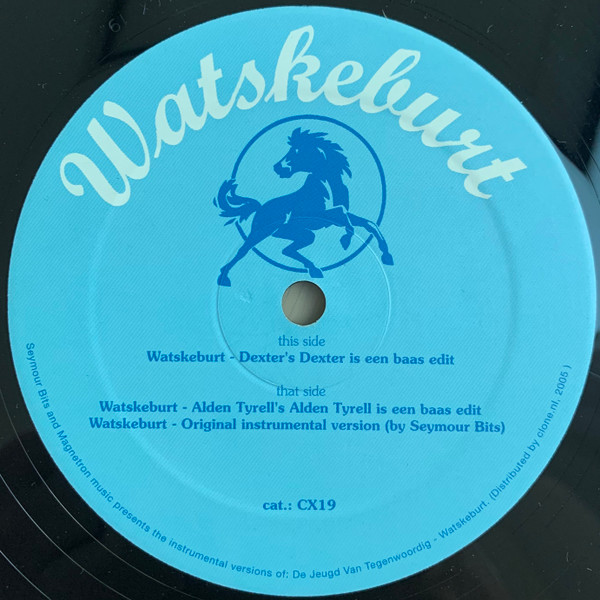 Watskeburt
this side
Watskeburt - Dexter's Dexter is een baas edit
that side
Watskeburt - Alden Tyrell's Alden Tyrell is een baas edit
Watskeburt - Original instrumental version (by Seymour Bits)
cat.: CX19
Seymour Bits and Magnetron music presents the instrumental versions of: De Jeugd Van Tegenwoordig - Watskeburt. (Distributed by clone.nl, 2005 )